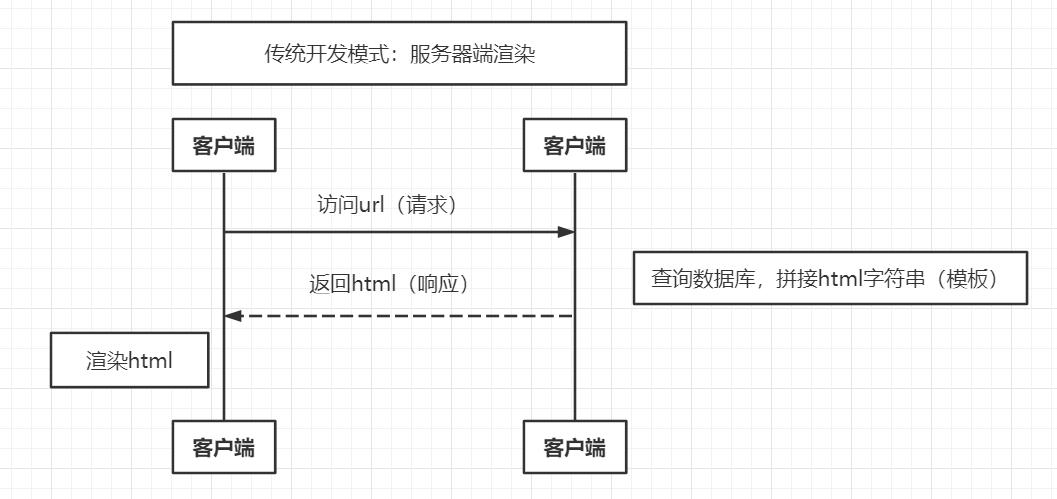 传统开发模式：服务器端渲染
客户端
客户端
访问url（请求）
查询数据库，拼接html字符串（模板）
返回html（响应）
渲染html
客户端
客户端